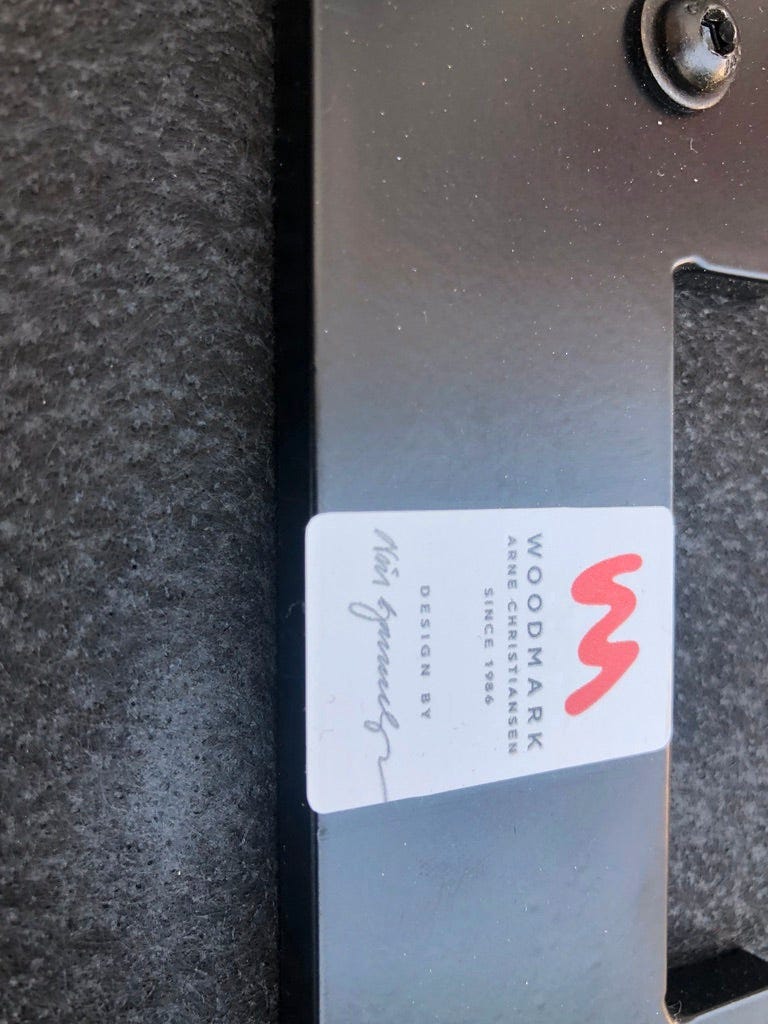 WOODMARK
ARNE CHRISTIANSEN
SINCE 1986
DESIGN BY